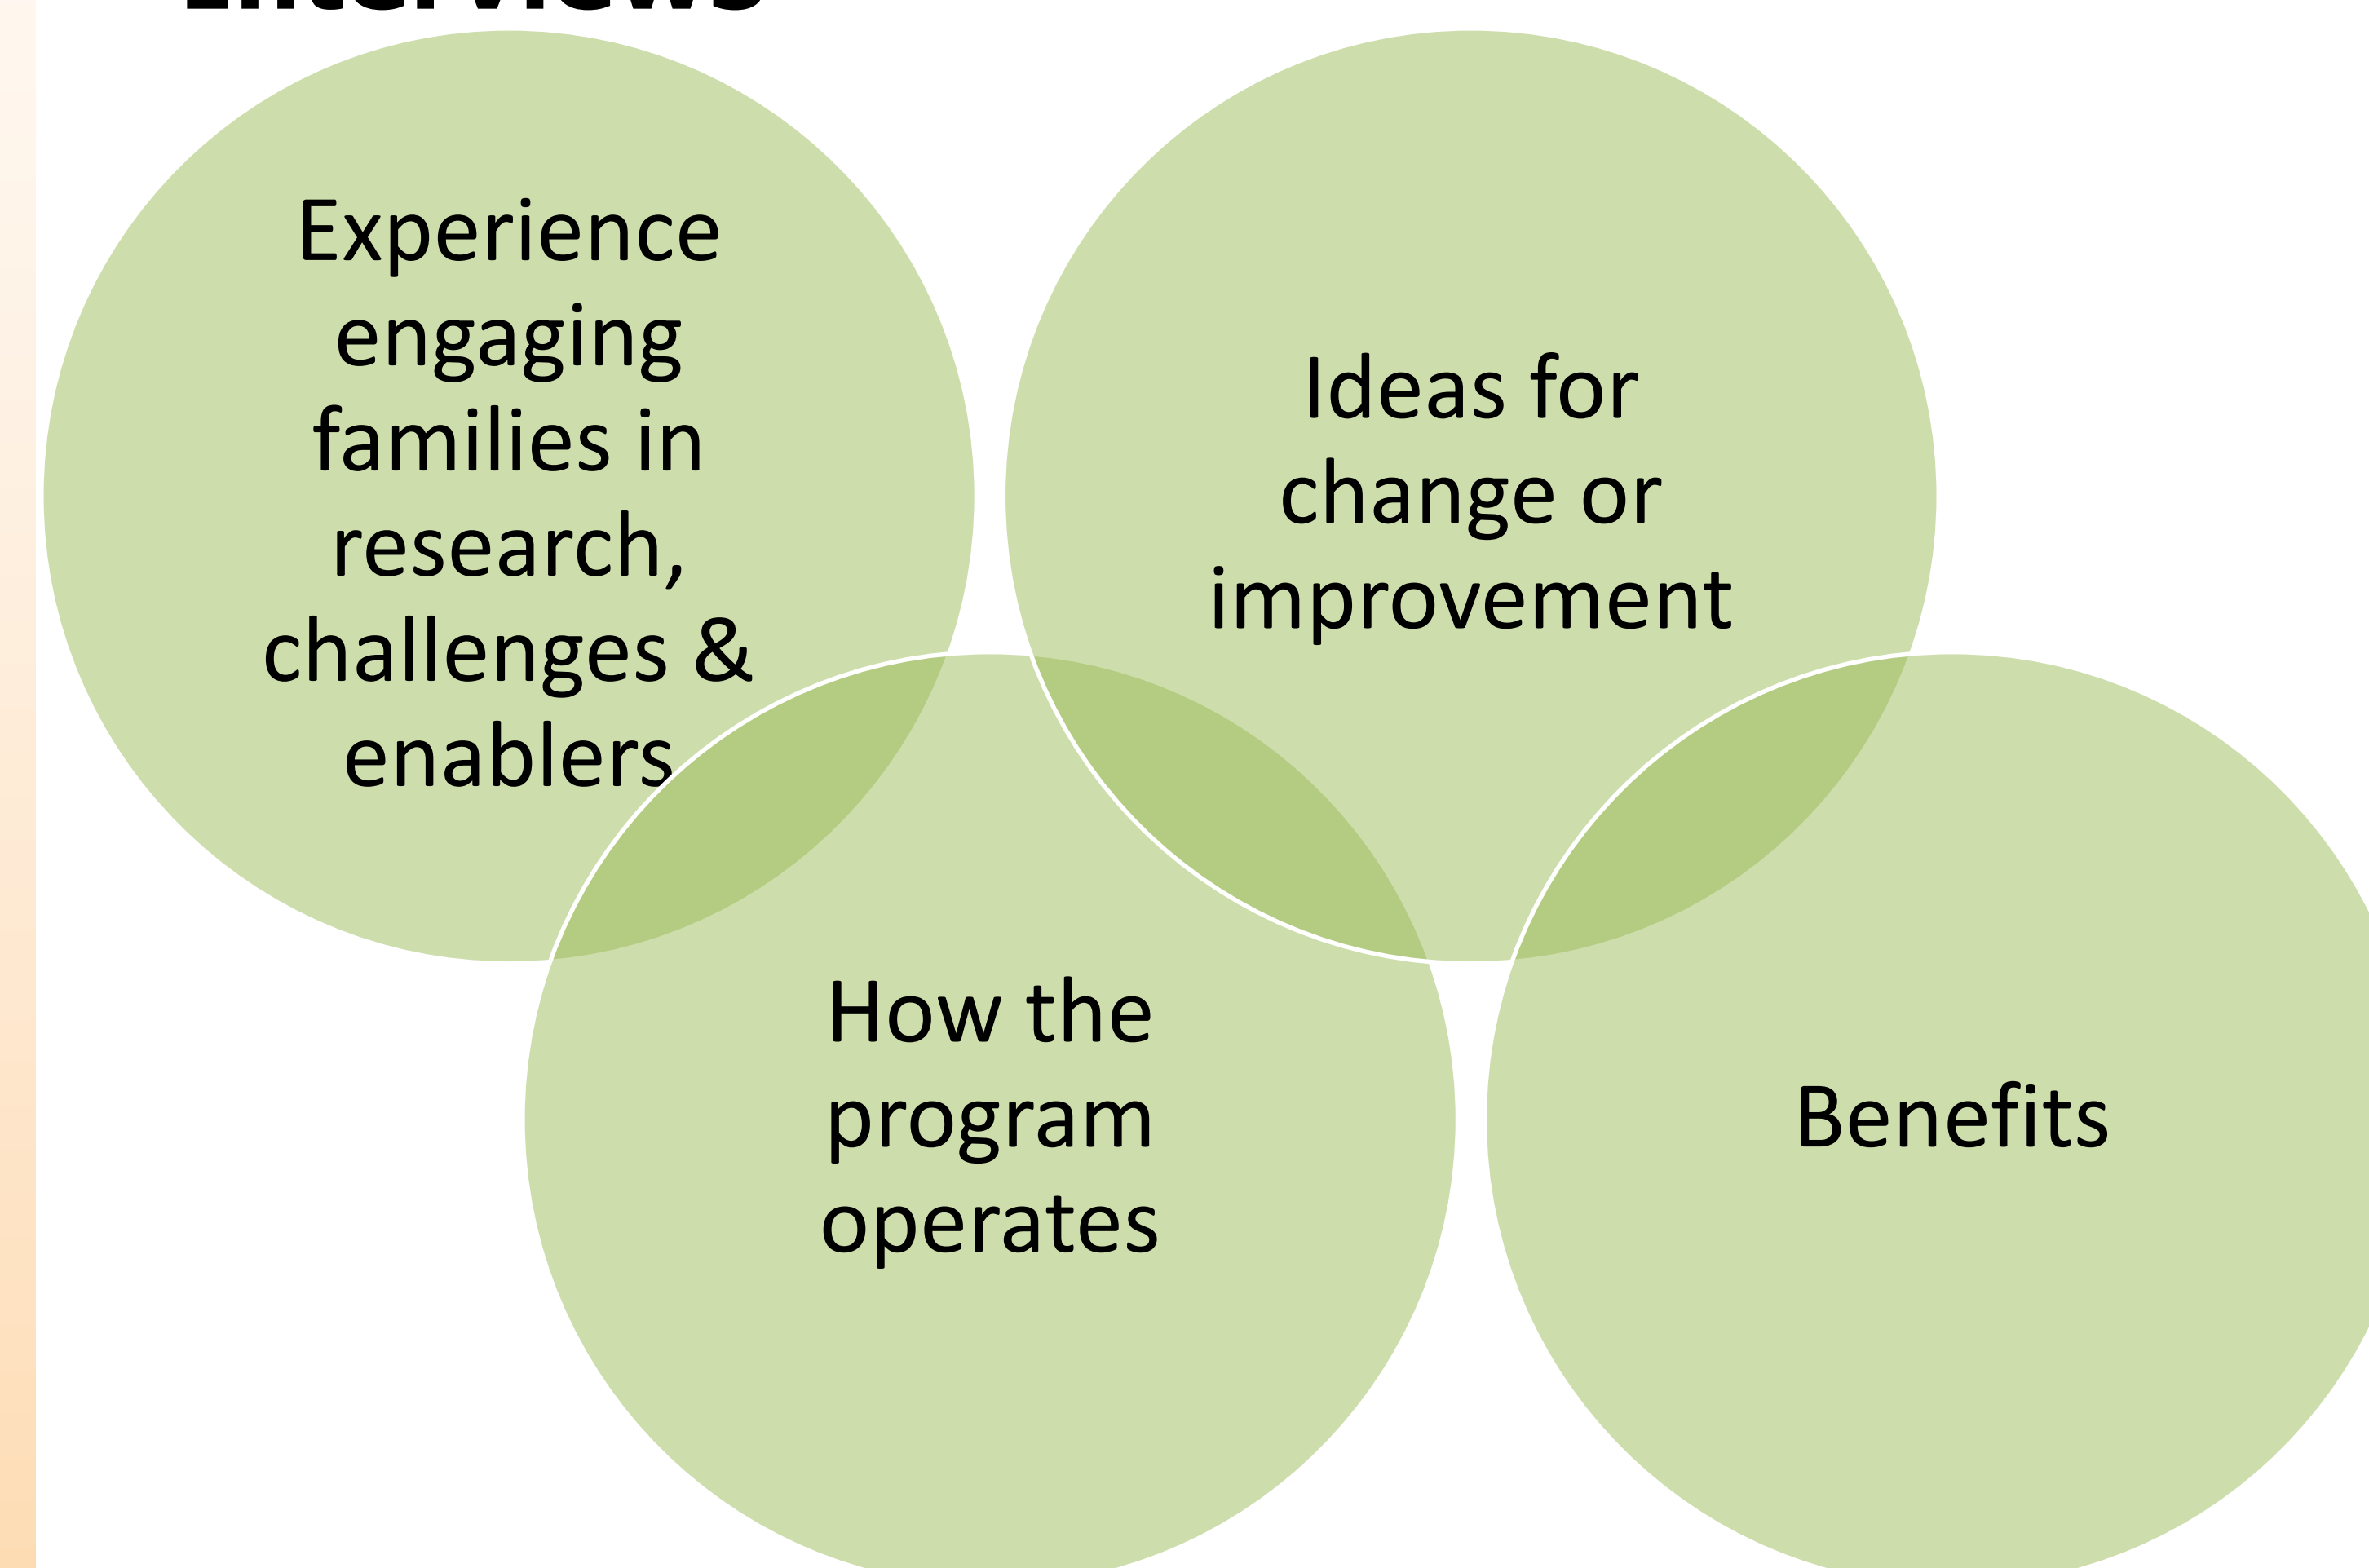 Experience
engaging
families in
research,
challenges &
enablers
Ideas for
change or
improvement
How the
program
operates
Benefits